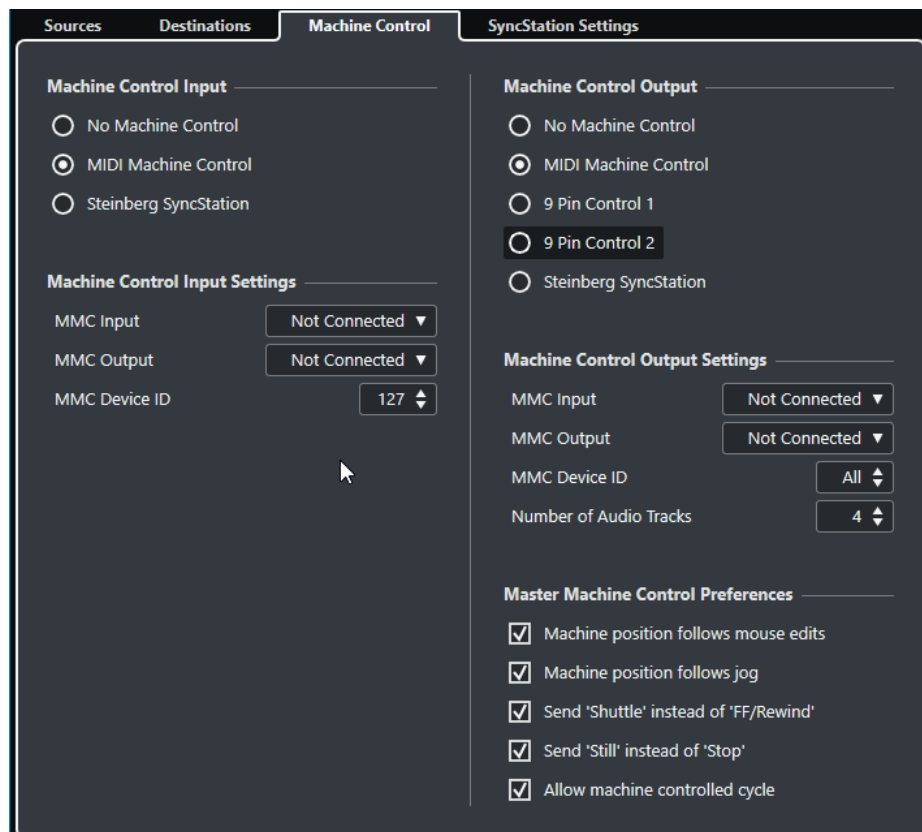 Sources Destinations Machine Control SyncStation Settings
Machine Control Input
No Machine Control
MIDI Machine Control
Steinberg SyncStation
Machine Control Input Settings
MMC Input Not Connected
MMC Output Not Connected
MMC Device ID 127
Machine Control Output
No Machine Control
MIDI Machine Control
9 Pin Control 1
9 Pin Control 2
Steinberg SyncStation
Machine Control Output Settings
MMC Input Not Connected
MMC Output Not Connected
MMC Device ID All
Number of Audio Tracks 4
Master Machine Control Preferences
Machine position follows mouse edits
Machine position follows jog
Send 'Shuttle' instead of 'FF/Rewind'
Send 'Still' instead of 'Stop'
Allow machine controlled cycle